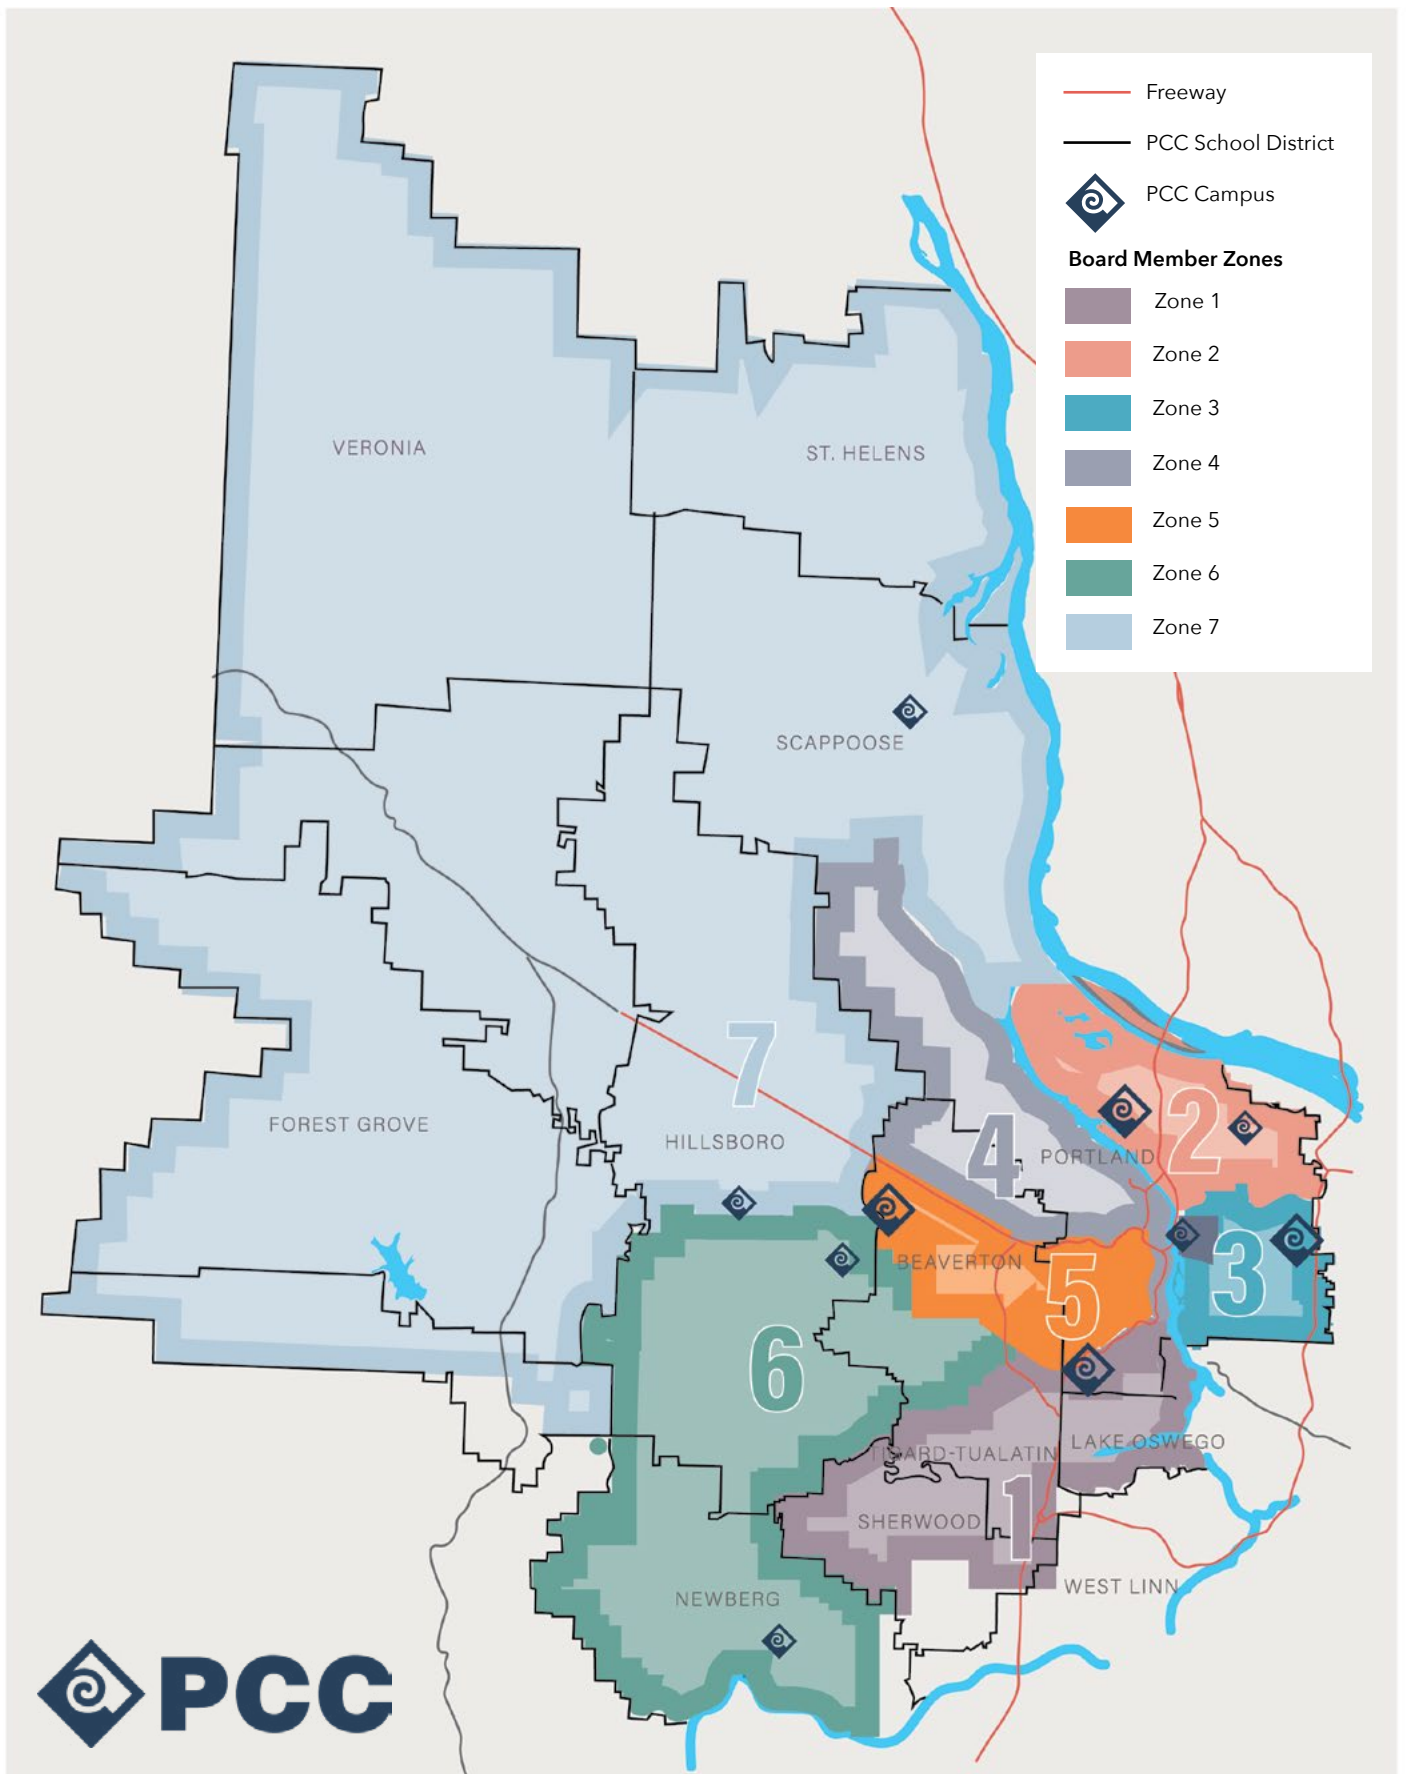 Freeway
PCC School District
PCC Campus
Board Member Zones
Zone 1
Zone 2
Zone 3
Zone 4
Zone 5
Zone 6
Zone 7
VERONIA
ST. HELENS
SCAPPOOSE
7
FOREST GROVE
HILLSBORO
4
PORTLAND
2
BEAVERTON
5
3
6
TIGARD-TUALATIN
LAKE OSWEGO
SHERWOOD
1
WEST LINN
NEWBERG
PCC